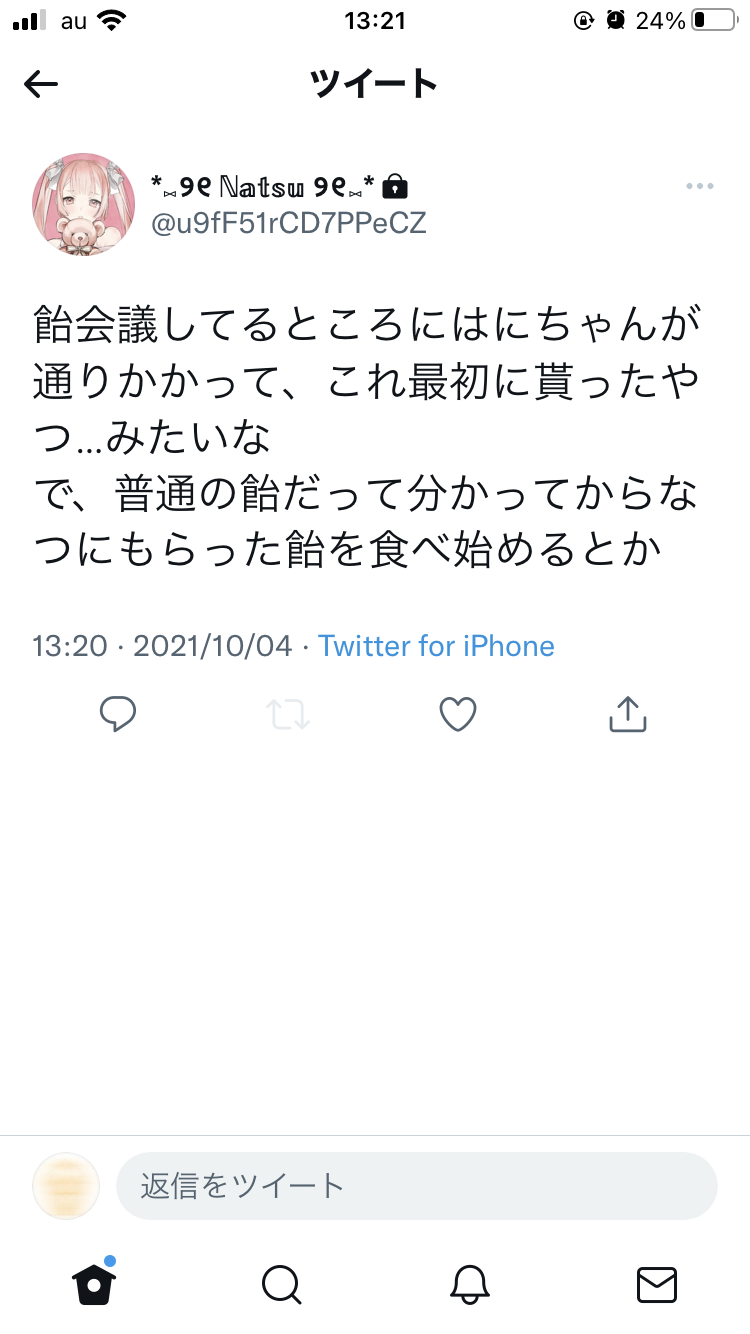 au 13:21 24%
ツイート
*⑅୨୧ ℕ𝕒𝕥𝕤𝕦 ୨୧⑅*
@u9fF51rCD7PPeCZ
飴会議してるところにはにちゃんが
通りかかって、これ最初に貰ったや
つ...みたいな
で、普通の飴だって分かってからな
つにもらった飴を食べ始めるとか
13:20 · 2021/10/04 · Twitter for iPhone
返信をツイート